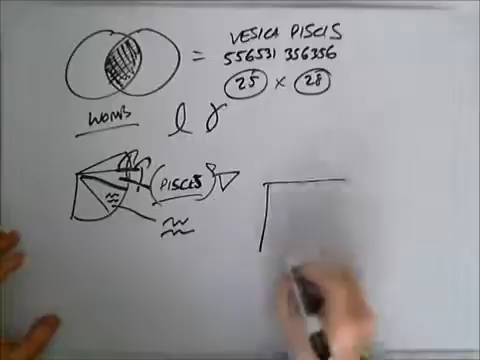 VESICA PISCIS
= 556531 356356
25 x 28
WOMB
(PISCES)